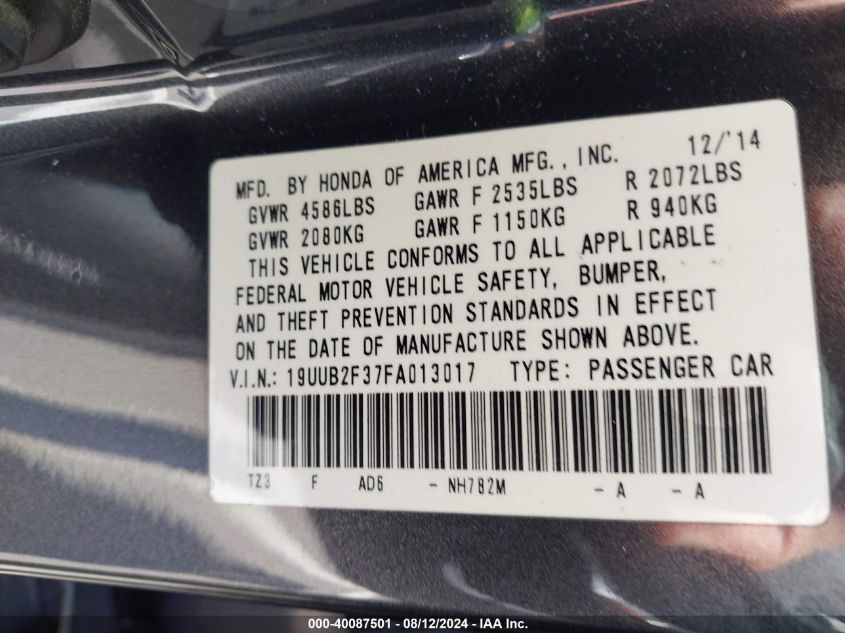 MFD. BY HONDA OF AMERICA MFG., INC. 12/'14
GVWR 4586LBS GAWR F 2535LBS R 2072LBS
GVWR 2080KG GAWR F 1150KG R 940KG
THIS VEHICLE CONFORMS TO ALL APPLICABLE
FEDERAL MOTOR VEHICLE SAFETY, BUMPER,
AND THEFT PREVENTION STANDARDS IN EFFECT
ON THE DATE OF MANUFACTURE SHOWN ABOVE.
V.I.N.: 19UUB2F37FA013017 TYPE: PASSENGER CAR
TZ3 F AD6 - NH782M - A - A
000-40087501 - 08/12/2024 - IAA Inc.